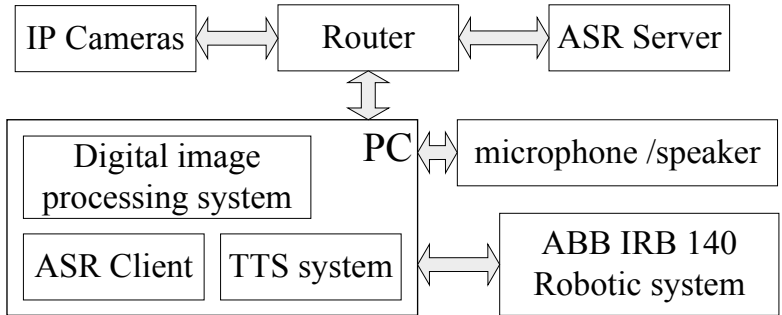 IP Cameras
Router
ASR Server
PC
microphone /speaker
Digital image
processing system
ASR Client
TTS system
ABB IRB 140
Robotic system